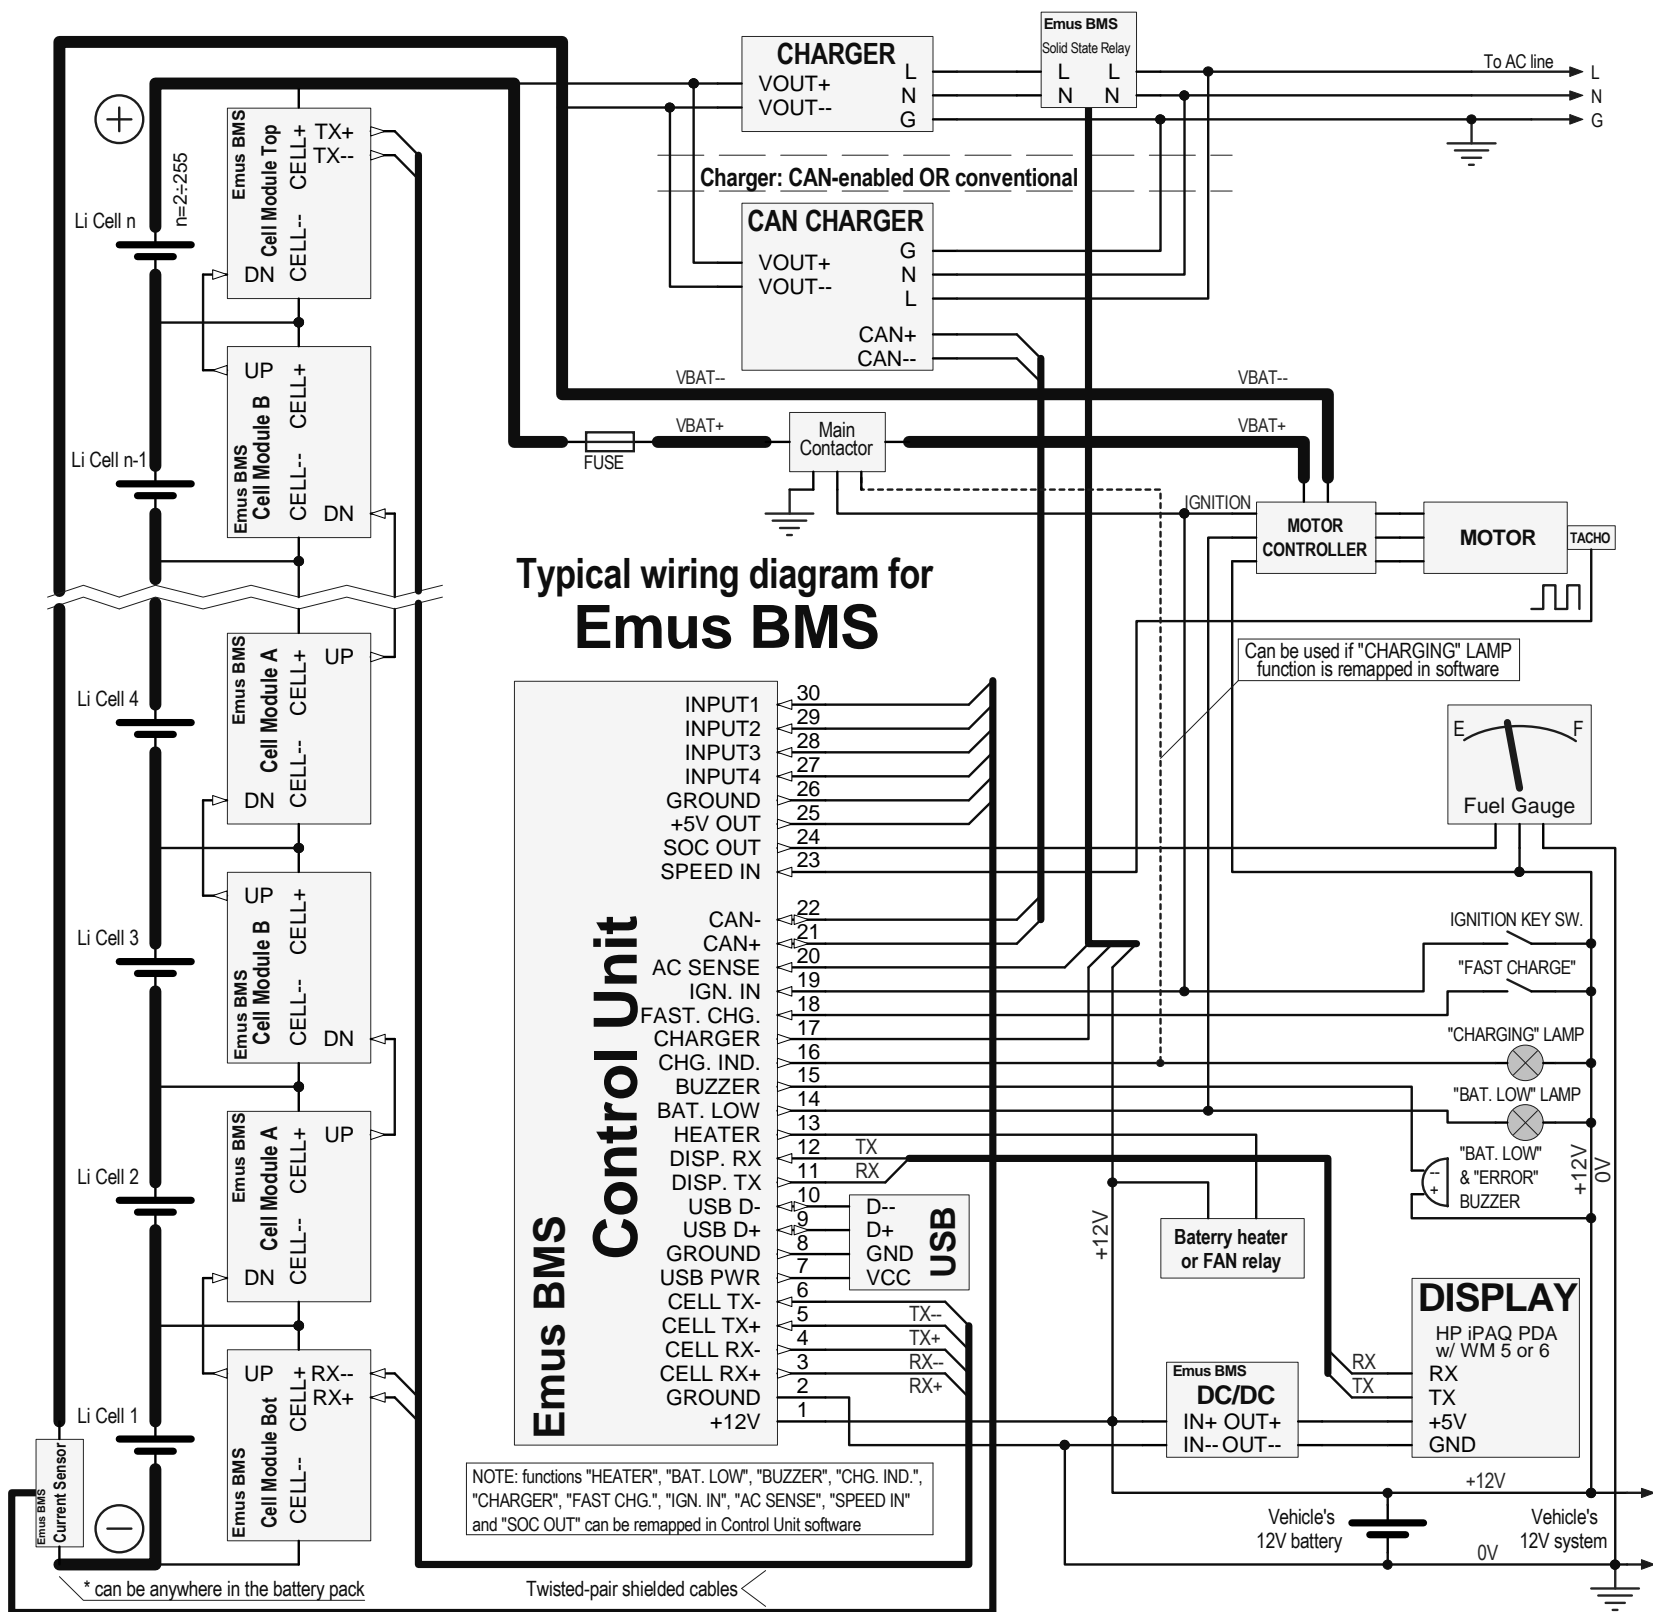 Emus BMS
Solid State Relay
L L
N N
CHARGER
VOUT+
VOUT--
L
N
G
To AC line
L
N
G
Charger: CAN-enabled OR conventional
CAN CHARGER
VOUT+
VOUT--
G
N
L
CAN+
CAN--
n=2÷255
Li Cell n
Emus BMS
Cell Module Top
CELL+
CELL--
TX+
TX--
DN
Li Cell n-1
Emus BMS
Cell Module B
CELL+
CELL--
UP
DN
VBAT--
VBAT--
VBAT+
VBAT+
FUSE
Main
Contactor
IGNITION
MOTOR
CONTROLLER
MOTOR
TACHO
Typical wiring diagram for
Emus BMS
Can be used if "CHARGING" LAMP
function is remapped in software
Li Cell 4
Emus BMS
Cell Module A
CELL+
CELL--
UP
DN
Li Cell 3
Emus BMS
Cell Module B
CELL+
CELL--
UP
DN
Li Cell 2
Emus BMS
Cell Module A
CELL+
CELL--
UP
DN
Li Cell 1
Emus BMS
Cell Module Bot
CELL+
CELL--
UP
RX--
RX+
Emus BMS
Current Sensor
* can be anywhere in the battery pack
Emus BMS
Control Unit
INPUT1 30
INPUT2 29
INPUT3 28
INPUT4 27
GROUND 26
+5V OUT 25
SOC OUT 24
SPEED IN 23
CAN- 22
CAN+ 21
AC SENSE 20
IGN. IN 19
FAST. CHG. 18
CHARGER 17
CHG. IND. 16
BUZZER 15
BAT. LOW 14
HEATER 13
DISP. RX 12 TX
DISP. TX 11 RX
USB D- 10
USB D+ 9
GROUND 8
USB PWR 7
CELL TX- 6
CELL TX+ 5 TX--
CELL RX- 4 TX+
CELL RX+ 3 RX--
GROUND 2 RX+
+12V 1
D--
D+
GND
VCC
USB
E F
Fuel Gauge
IGNITION KEY SW.
"FAST CHARGE"
"CHARGING" LAMP
"BAT. LOW" LAMP
"BAT. LOW"
& "ERROR"
BUZZER
--
+
+12V
0V
+12V
Baterry heater
or FAN relay
DISPLAY
HP iPAQ PDA
w/ WM 5 or 6
RX RX
TX TX
+5V
GND
Emus BMS
DC/DC
IN+ OUT+
IN-- OUT--
NOTE: functions "HEATER", "BAT. LOW", "BUZZER", "CHG. IND.",
"CHARGER", "FAST CHG.", "IGN. IN", "AC SENSE", "SPEED IN"
and "SOC OUT" can be remapped in Control Unit software
Twisted-pair shielded cables
+12V
Vehicle's
12V battery
Vehicle's
12V system
0V